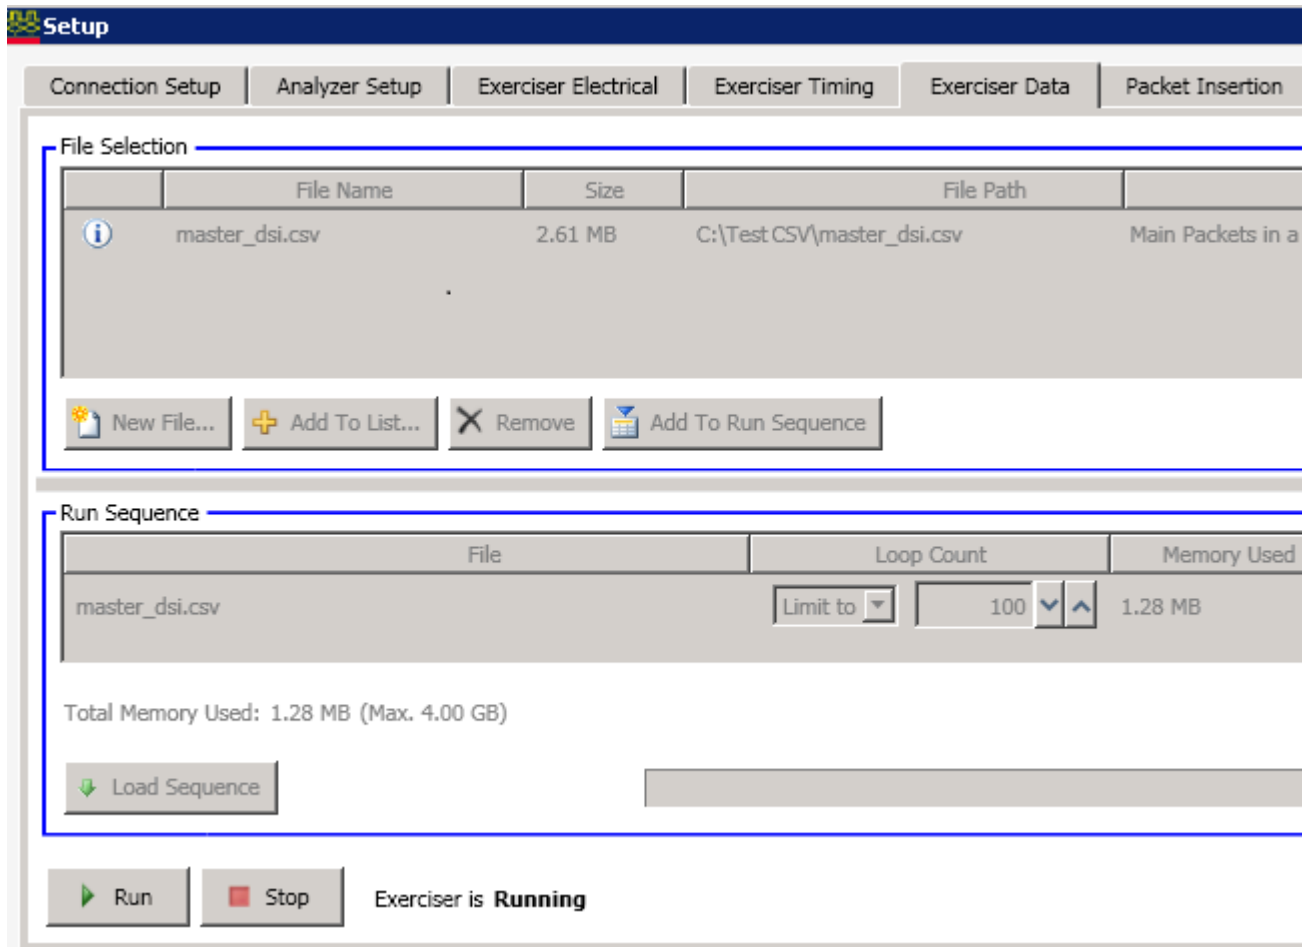 Setup
Connection Setup Analyzer Setup Exerciser Electrical Exerciser Timing Exerciser Data Packet Insertion
File Selection
File Name Size File Path
master_dsi.csv 2.61 MB C:\Test CSV\master_dsi.csv Main Packets in a
New File... Add To List... Remove Add To Run Sequence
Run Sequence
File Loop Count Memory Used
master_dsi.csv Limit to 100 1.28 MB
Total Memory Used: 1.28 MB (Max. 4.00 GB)
Load Sequence
Run Stop Exerciser is Running